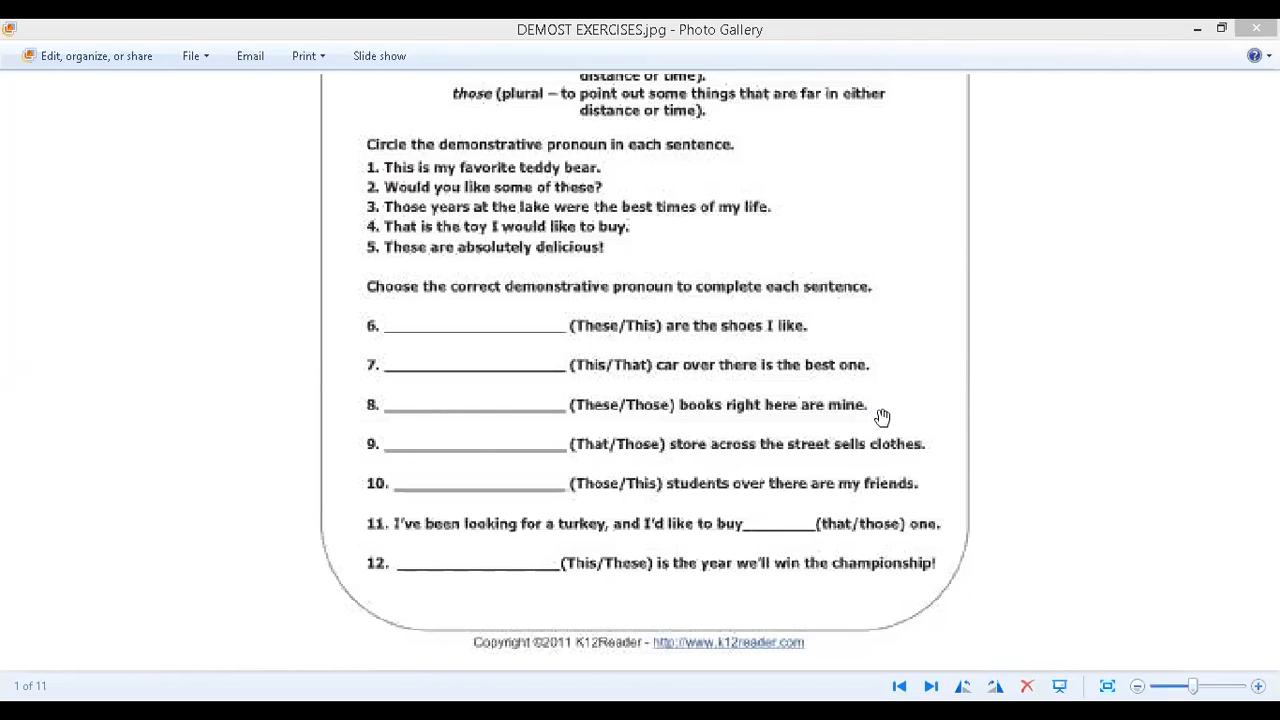 DEMOST EXERCISES.jpg - Photo Gallery
Edit, organize, or share File Print Email Slide show
distance or time).
those (plural – to point out some things that are far in either
distance or time).
Circle the demonstrative pronoun in each sentence.
1. This is my favorite teddy bear.
2. Would you like some of these?
3. Those years at the lake were the best times of my life.
4. That is the toy I would like to buy.
5. These are absolutely delicious!
Choose the correct demonstrative pronoun to complete each sentence.
6. ____________________ (These/This) are the shoes I like.
7. ____________________ (This/That) car over there is the best one.
8. ____________________ (These/Those) books right here are mine.
9. ____________________ (That/Those) store across the street sells clothes.
10. ___________________ (Those/This) students over there are my friends.
11. I've been looking for a turkey, and I'd like to buy________(that/those) one.
12. __________________(This/These) is the year we'll win the championship!
Copyright ©2011 K12Reader - http://www.k12reader.com
1 of 11